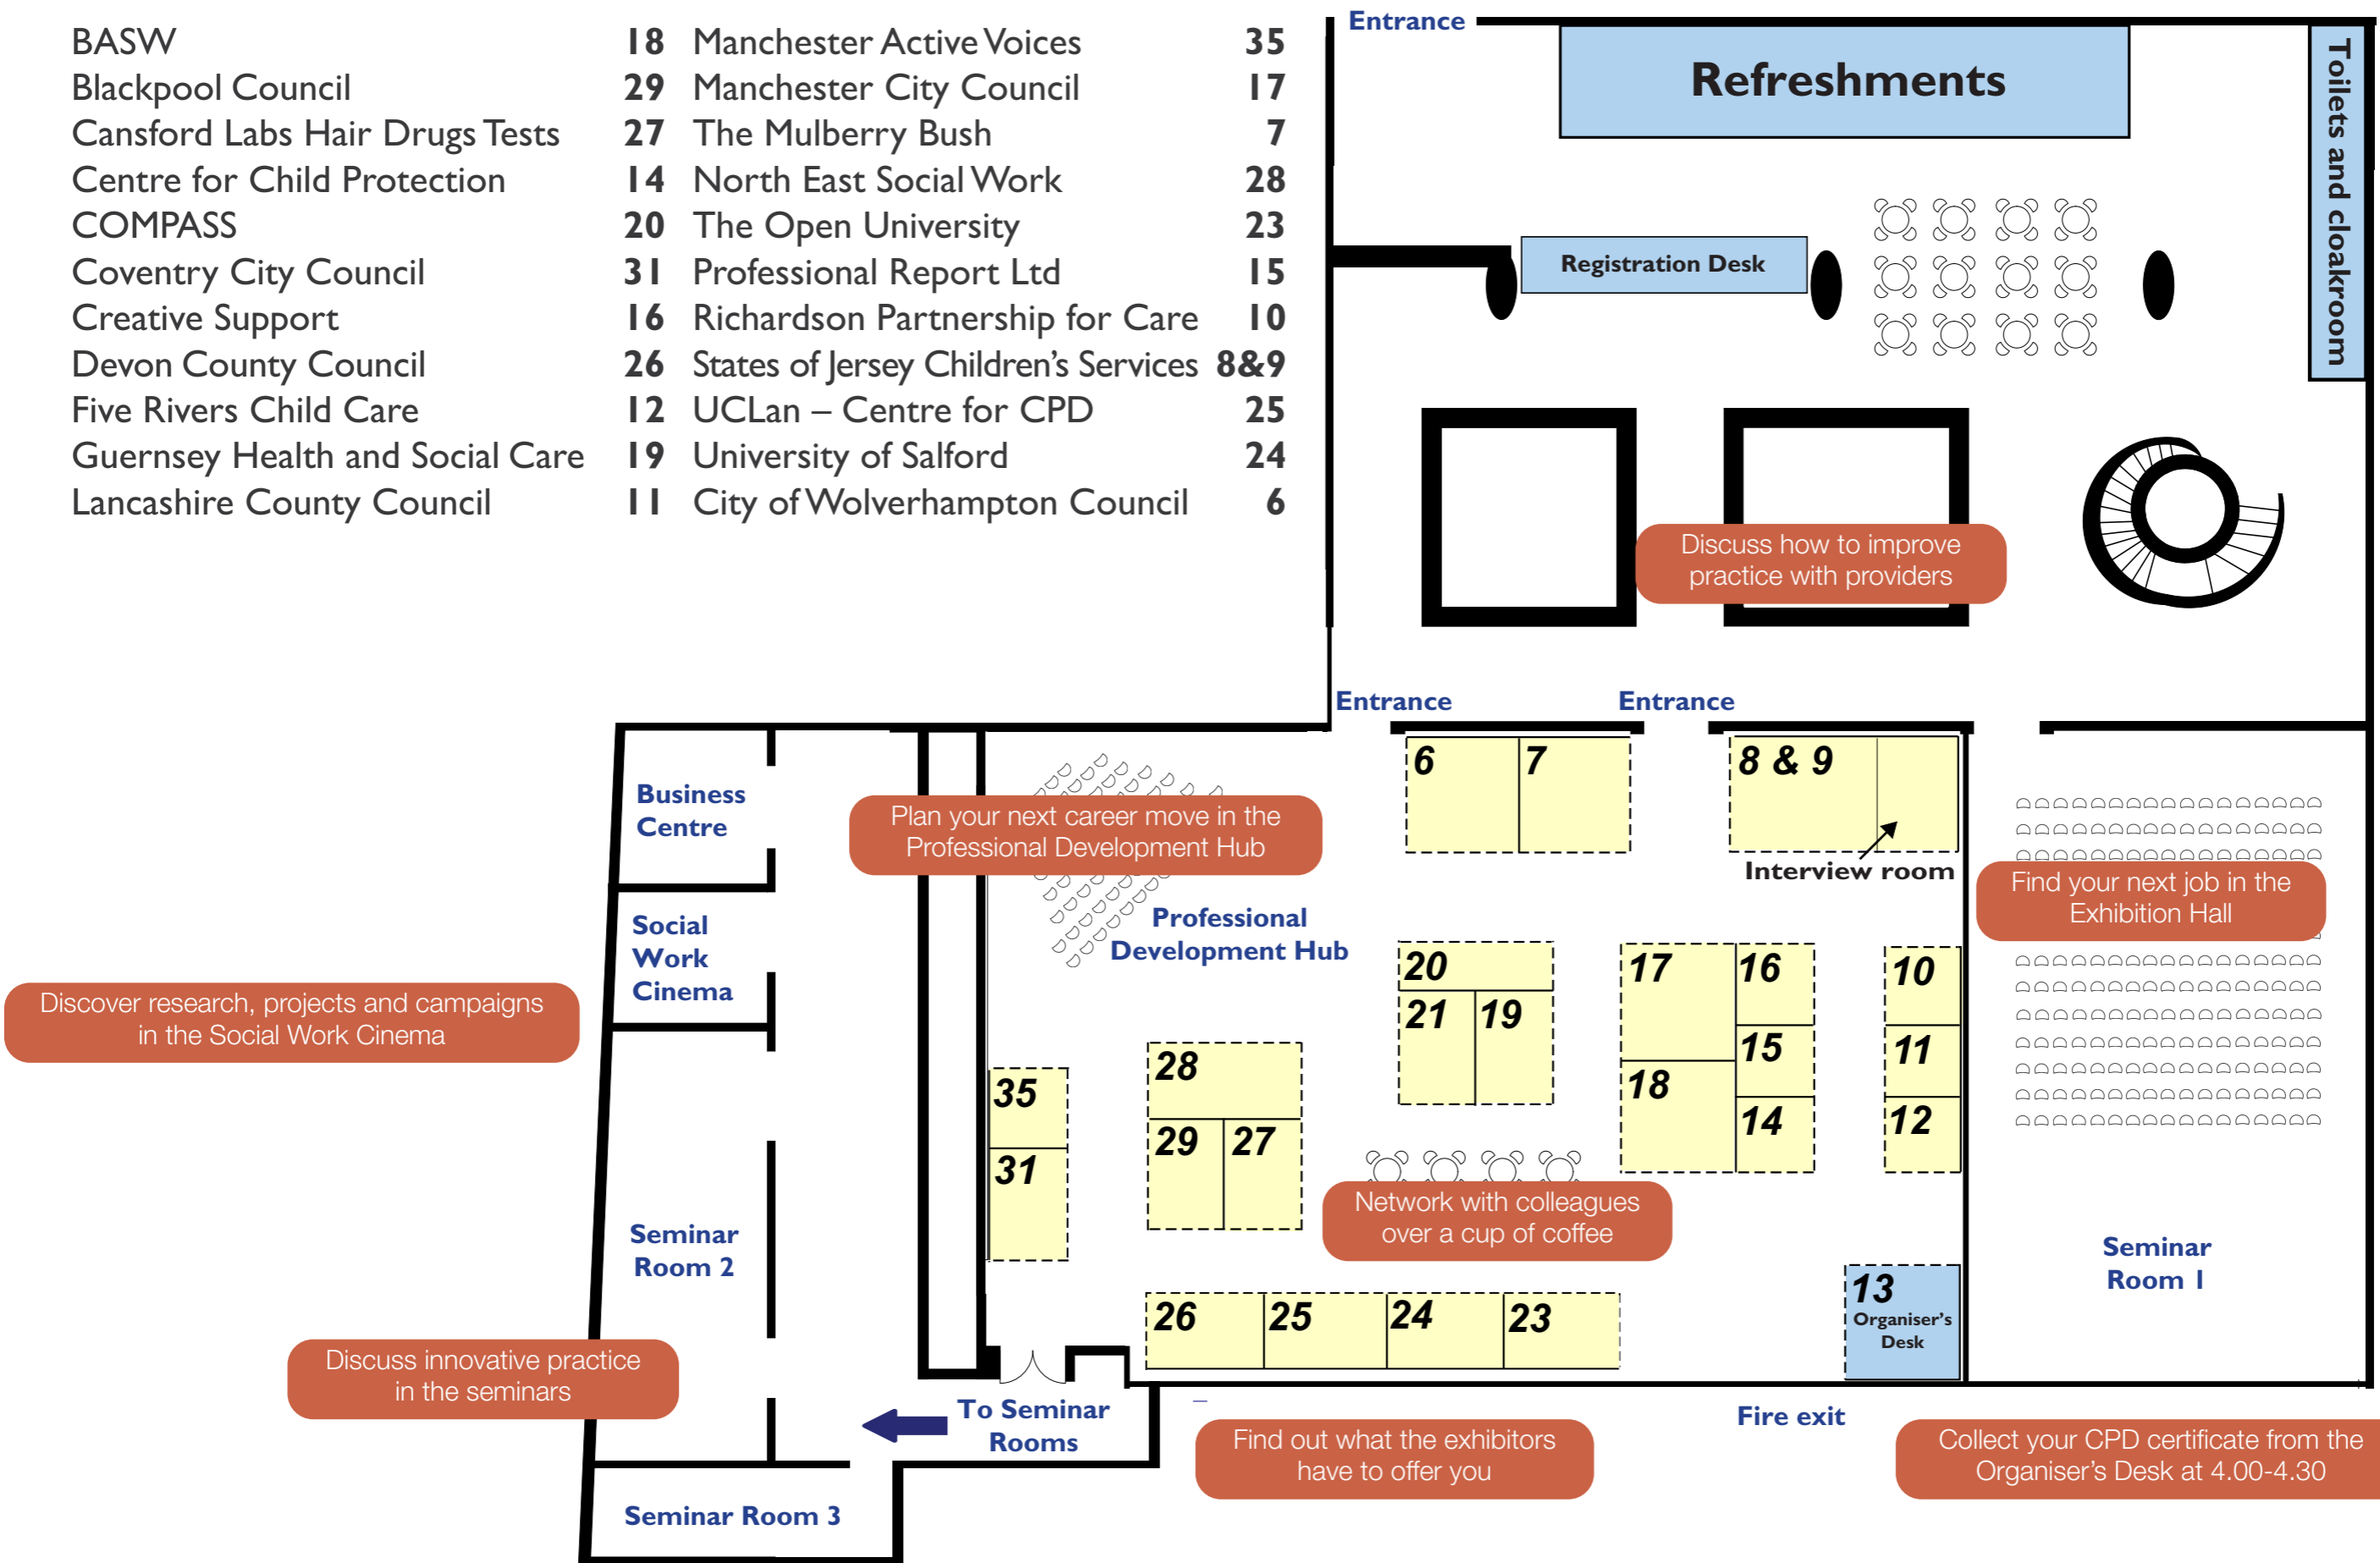 BASW 18
Blackpool Council 29
Cansford Labs Hair Drugs Tests 27
Centre for Child Protection 14
COMPASS 20
Coventry City Council 31
Creative Support 16
Devon County Council 26
Five Rivers Child Care 12
Guernsey Health and Social Care 19
Lancashire County Council 11
Manchester Active Voices 35
Manchester City Council 17
The Mulberry Bush 7
North East Social Work 28
The Open University 23
Professional Report Ltd 15
Richardson Partnership for Care 10
States of Jersey Children’s Services 8&9
UCLan – Centre for CPD 25
University of Salford 24
City of Wolverhampton Council 6
Entrance
Refreshments
Toilets and cloakroom
Registration Desk
Discuss how to improve
practice with providers
Entrance
Entrance
Business
Centre
Plan your next career move in the
Professional Development Hub
6
7
8 & 9
Interview room
Find your next job in the
Exhibition Hall
Social
Work
Cinema
Professional
Development Hub
Discover research, projects and campaigns
in the Social Work Cinema
20
21
19
17
16
15
18
14
10
11
12
35
31
28
29
27
Network with colleagues
over a cup of coffee
Seminar
Room 2
Seminar
Room 1
26
25
24
23
13
Organiser’s
Desk
Discuss innovative practice
in the seminars
To Seminar
Rooms
Find out what the exhibitors
have to offer you
Fire exit
Collect your CPD certificate from the
Organiser’s Desk at 4.00-4.30
Seminar Room 3